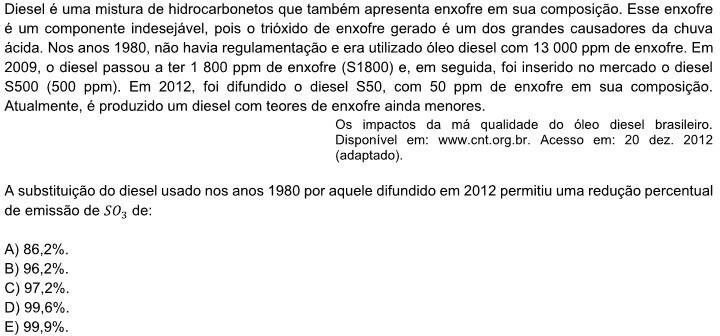 Diesel é uma mistura de hidrocarbonetos que também apresenta enxofre em sua composição. Esse enxofre
é um componente indesejável, pois o trióxido de enxofre gerado é um dos grandes causadores da chuva
ácida. Nos anos 1980, não havia regulamentação e era utilizado óleo diesel com 13 000 ppm de enxofre. Em
2009, o diesel passou a ter 1 800 ppm de enxofre (S1800) e, em seguida, foi inserido no mercado o diesel
S500 (500 ppm). Em 2012, foi difundido o diesel S50, com 50 ppm de enxofre em sua composição.
Atualmente, é produzido um diesel com teores de enxofre ainda menores.
Os impactos da má qualidade do óleo diesel brasileiro.
Disponível em: www.cnt.org.br. Acesso em: 20 dez. 2012
(adaptado).
A substituição do diesel usado nos anos 1980 por aquele difundido em 2012 permitiu uma redução percentual
de emissão de SO₃ de:
A) 86,2%.
B) 96,2%.
C) 97,2%.
D) 99,6%.
E) 99,9%.